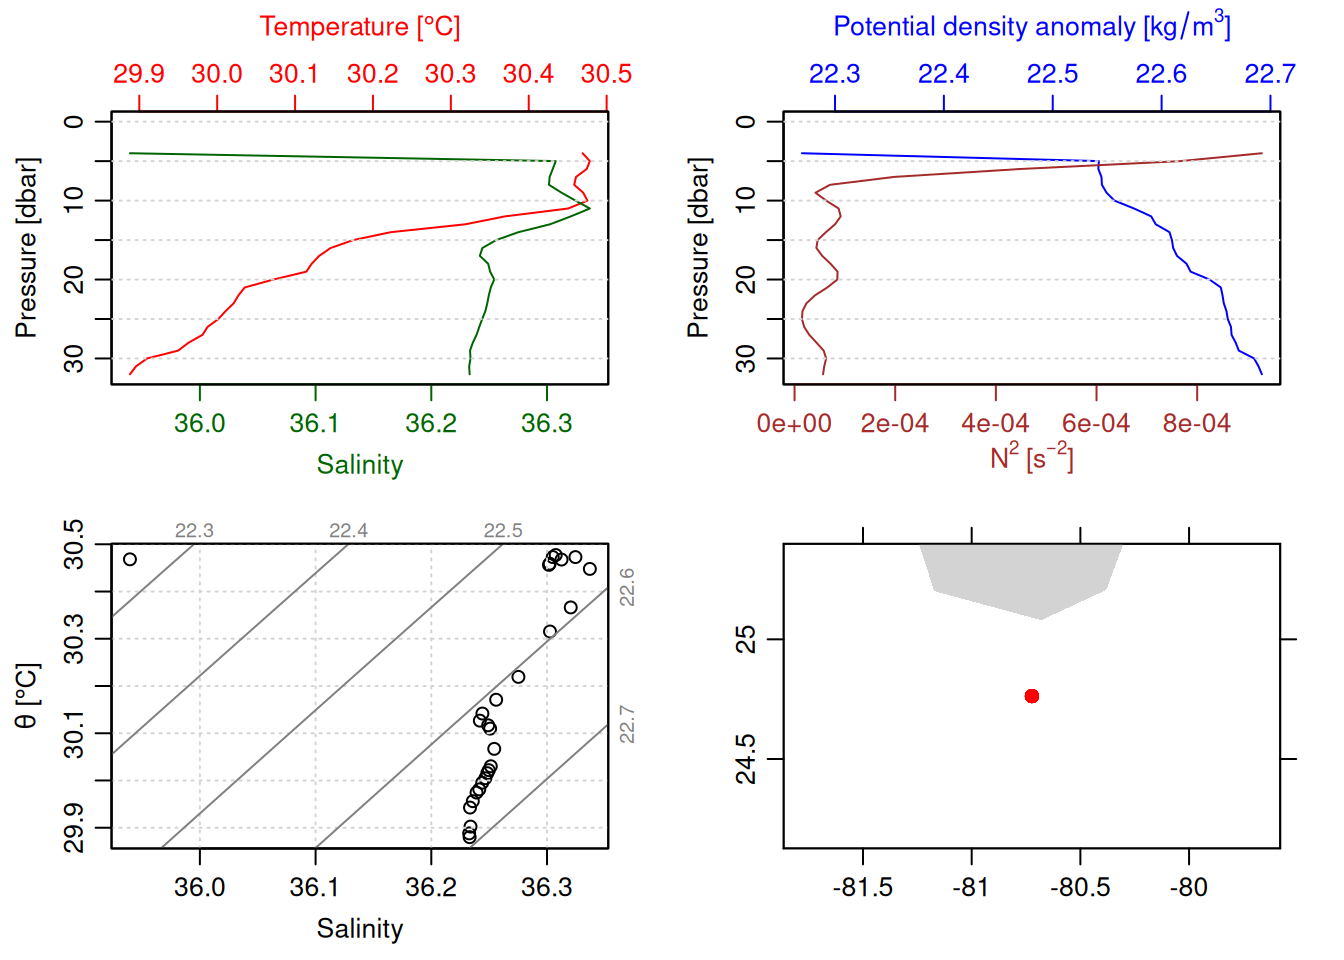 Temperature [°C]
29.9 30.0 30.1 30.2 30.3 30.4 30.5
Pressure [dbar]
0
10
20
30
36.0 36.1 36.2 36.3
Salinity
Potential density anomaly [kg/m³]
22.3 22.4 22.5 22.6 22.7
Pressure [dbar]
0
10
20
30
0e+00 2e-04 4e-04 6e-04 8e-04
N² [s⁻²]
22.3 22.4 22.5
22.6
22.7
θ [°C]
30.5
30.3
30.1
29.9
36.0 36.1 36.2 36.3
Salinity
25
24.5
-81.5 -81 -80.5 -80